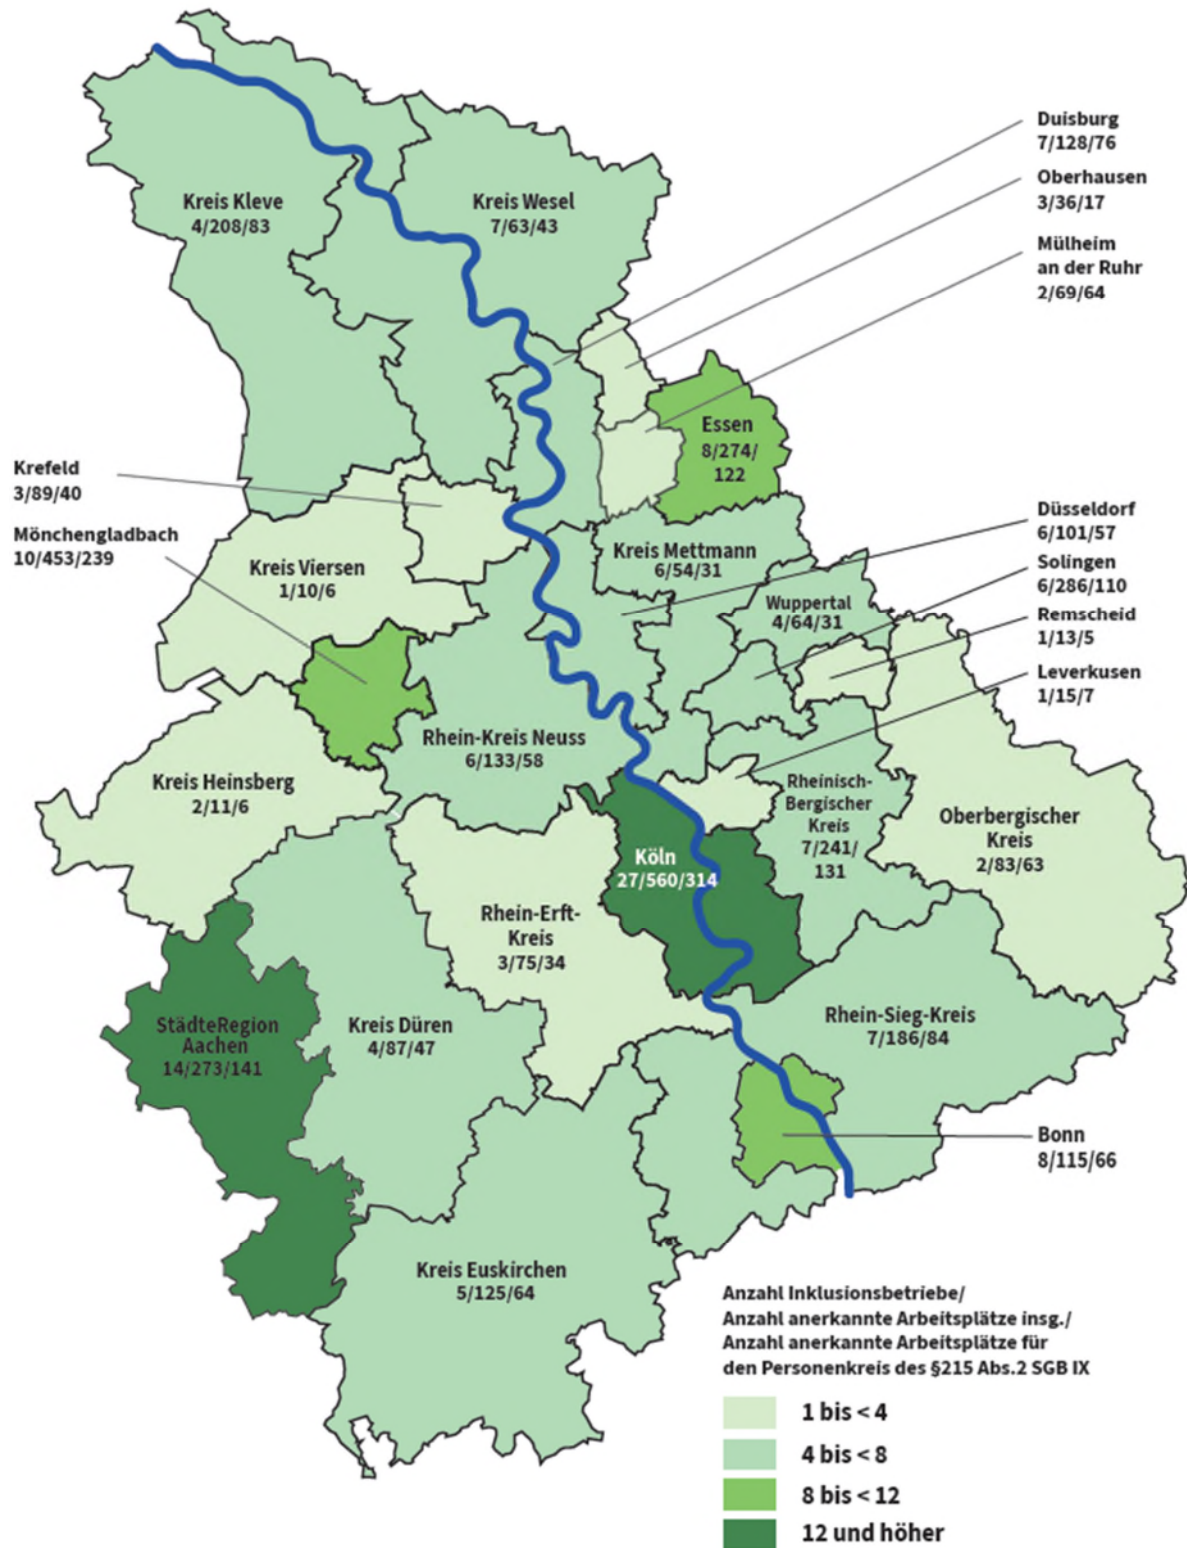 Duisburg
7/128/76
Oberhausen
3/36/17
Mülheim
an der Ruhr
2/69/64
Kreis Kleve
4/208/83
Kreis Wesel
7/63/43
Essen
8/274/
122
Krefeld
3/89/40
Mönchengladbach
10/453/239
Düsseldorf
6/101/57
Solingen
6/286/110
Remscheid
1/13/5
Leverkusen
1/15/7
Kreis Viersen
1/10/6
Kreis Mettmann
6/54/31
Wuppertal
4/64/31
Rhein-Kreis Neuss
6/133/58
Kreis Heinsberg
2/11/6
Rheinisch-
Bergischer
Kreis
7/241/
131
Oberbergischer
Kreis
2/83/63
Köln
27/560/314
Rhein-Erft-
Kreis
3/75/34
StädteRegion
Aachen
14/273/141
Kreis Düren
4/87/47
Rhein-Sieg-Kreis
7/186/84
Bonn
8/115/66
Kreis Euskirchen
5/125/64
Anzahl Inklusionsbetriebe/
Anzahl anerkannte Arbeitsplätze insg./
Anzahl anerkannte Arbeitsplätze für
den Personenkreis des §215 Abs.2 SGB IX
1 bis < 4
4 bis < 8
8 bis < 12
12 und höher